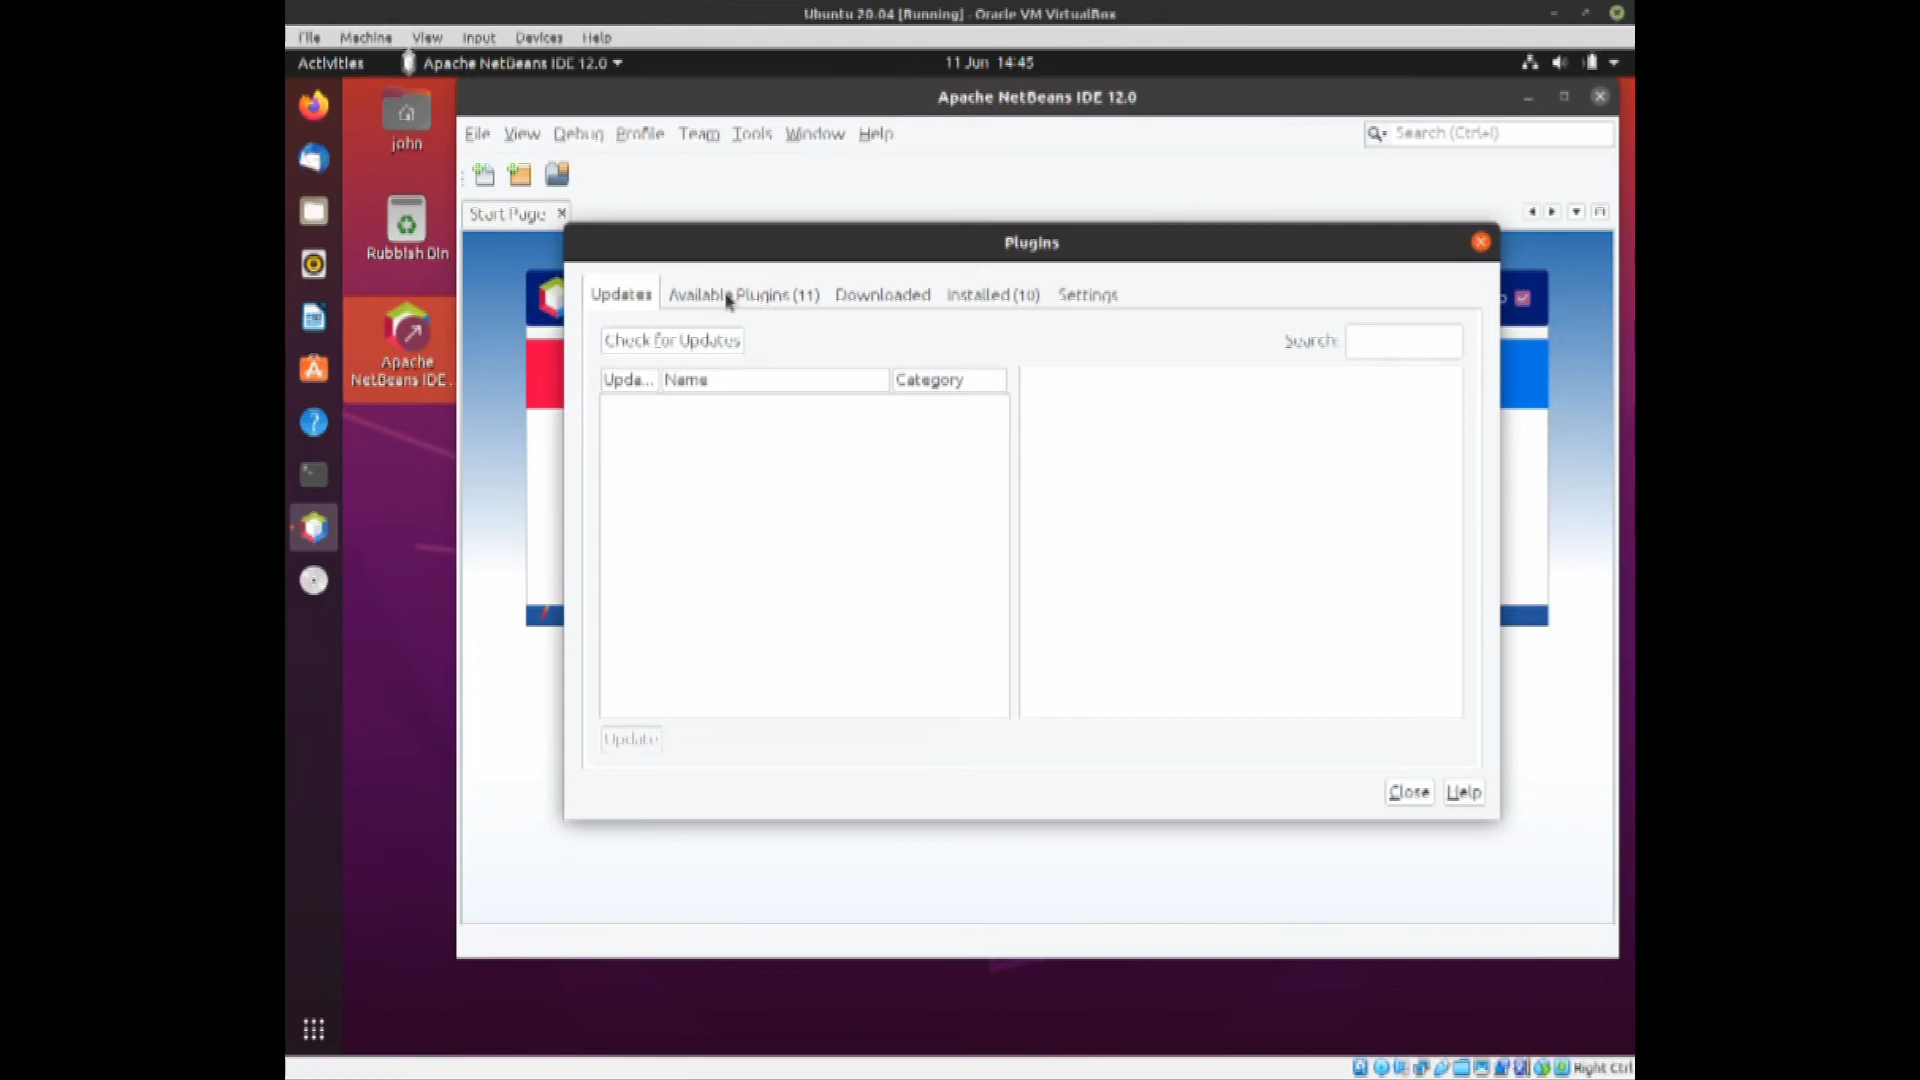 Ubuntu 20.04 [Running] - Oracle VM VirtualBox
File Machine View Input Devices Help
Activities Apache NetBeans IDE 12.0 11 Jun 14:45
Apache NetBeans IDE 12.0
john
File View Debug Profile Team Tools Window Help
Search (Ctrl+I)
Start Page
Rubbish Bin
Plugins
Updates Available Plugins (11) Downloaded Installed (10) Settings
Check for Updates
Search:
Upda... Name Category
Apache
NetBeans IDE ...
Update
Close Help
Right Ctrl